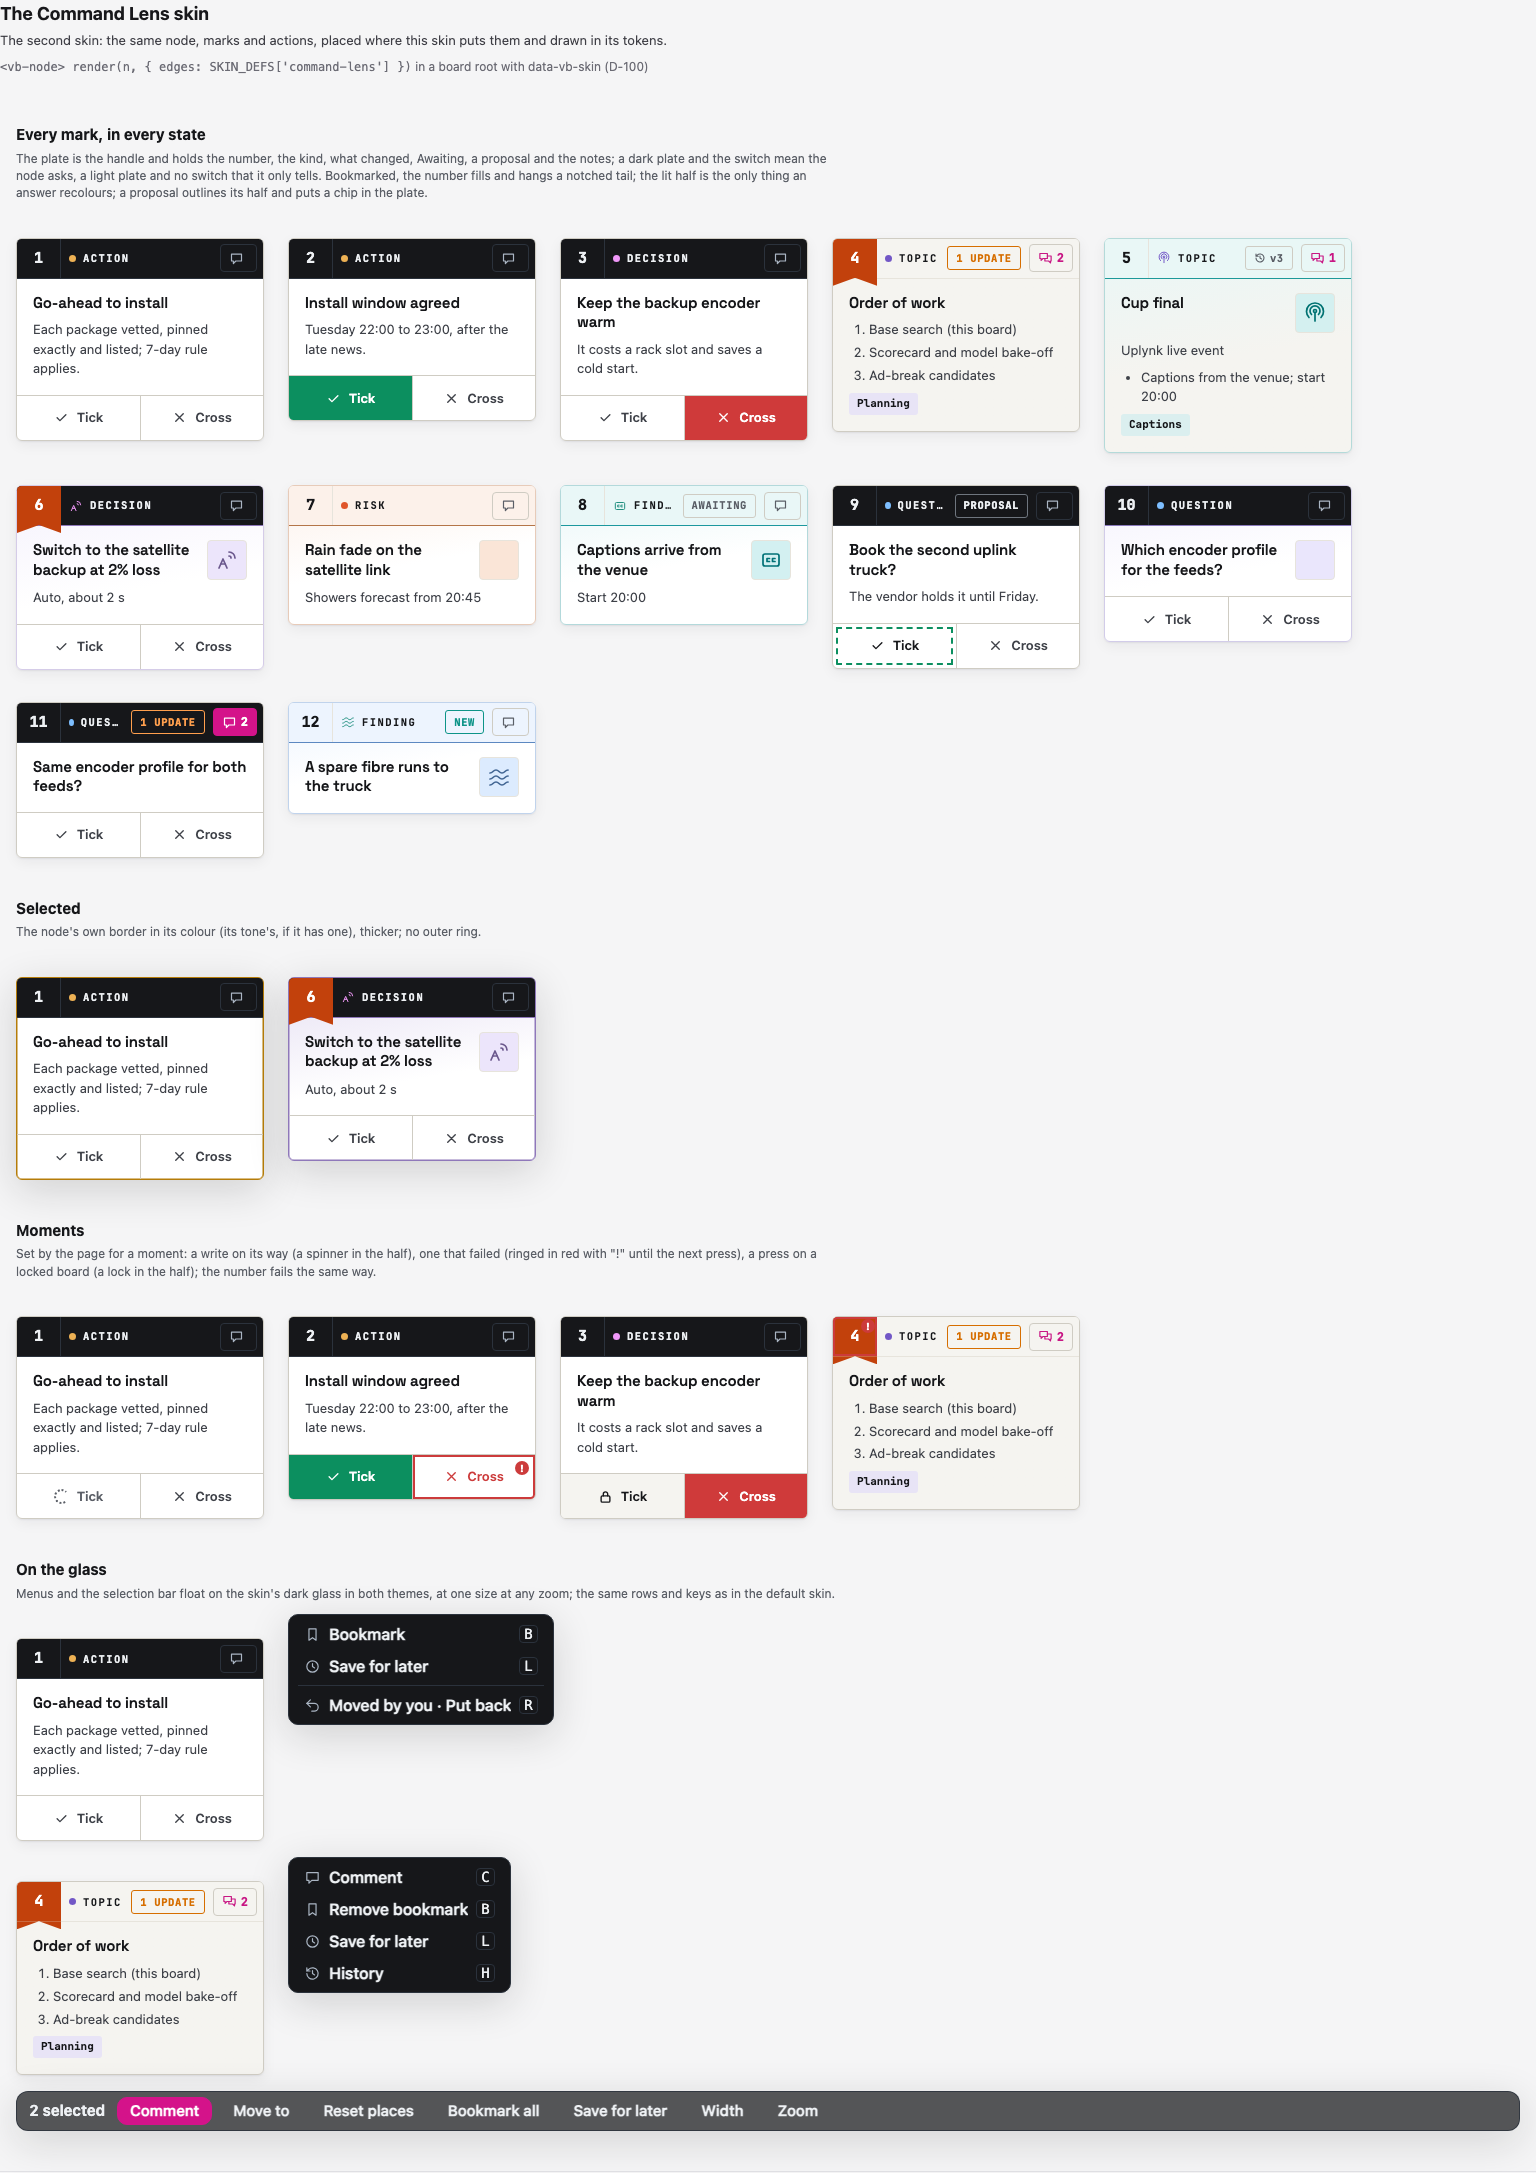 The Command Lens skin
The second skin: the same node, marks and actions, placed where this skin puts them and drawn in its tokens.
<vb-node> render(n, { edges: SKIN_DEFS['command-lens'] }) in a board root with data-vb-skin (D-100)
Every mark, in every state
The plate is the handle and holds the number, the kind, what changed, Awaiting, a proposal and the notes; a dark plate and the switch mean the
node asks, a light plate and no switch that it only tells. Bookmarked, the number fills and hangs a notched tail; the lit half is the only thing an
answer recolours; a proposal outlines its half and puts a chip in the plate.
1 ACTION
Go-ahead to install
Each package vetted, pinned
exactly and listed; 7-day rule
applies.
Tick Cross
2 ACTION
Install window agreed
Tuesday 22:00 to 23:00, after the
late news.
Tick Cross
3 DECISION
Keep the backup encoder
warm
It costs a rack slot and saves a
cold start.
Tick Cross
4 TOPIC 1 UPDATE 2
Order of work
1. Base search (this board)
2. Scorecard and model bake-off
3. Ad-break candidates
Planning
5 TOPIC v3 1
Cup final
Uplynk live event
• Captions from the venue; start
20:00
Captions
6 DECISION
Switch to the satellite
backup at 2% loss
Auto, about 2 s
Tick Cross
7 RISK
Rain fade on the
satellite link
Showers forecast from 20:45
8 FIND… AWAITING
Captions arrive from
the venue
Start 20:00
9 QUEST… PROPOSAL
Book the second uplink
truck?
The vendor holds it until Friday.
Tick Cross
10 QUESTION
Which encoder profile
for the feeds?
Tick Cross
11 QUES… 1 UPDATE 2
Same encoder profile for both
feeds?
Tick Cross
12 FINDING NEW
A spare fibre runs to
the truck
Selected
The node's own border in its colour (its tone's, if it has one), thicker; no outer ring.
1 ACTION
Go-ahead to install
Each package vetted, pinned
exactly and listed; 7-day rule
applies.
Tick Cross
6 DECISION
Switch to the satellite
backup at 2% loss
Auto, about 2 s
Tick Cross
Moments
Set by the page for a moment: a write on its way (a spinner in the half), one that failed (ringed in red with "!" until the next press), a press on a
locked board (a lock in the half); the number fails the same way.
1 ACTION
Go-ahead to install
Each package vetted, pinned
exactly and listed; 7-day rule
applies.
Tick Cross
2 ACTION
Install window agreed
Tuesday 22:00 to 23:00, after the
late news.
Tick Cross !
3 DECISION
Keep the backup encoder
warm
It costs a rack slot and saves a
cold start.
Tick Cross
4 ! TOPIC 1 UPDATE 2
Order of work
1. Base search (this board)
2. Scorecard and model bake-off
3. Ad-break candidates
Planning
On the glass
Menus and the selection bar float on the skin's dark glass in both themes, at one size at any zoom; the same rows and keys as in the default skin.
1 ACTION
Go-ahead to install
Each package vetted, pinned
exactly and listed; 7-day rule
applies.
Tick Cross
Bookmark B
Save for later L
Moved by you · Put back R
4 TOPIC 1 UPDATE 2
Order of work
1. Base search (this board)
2. Scorecard and model bake-off
3. Ad-break candidates
Planning
Comment C
Remove bookmark B
Save for later L
History H
2 selected Comment Move to Reset places Bookmark all Save for later Width Zoom